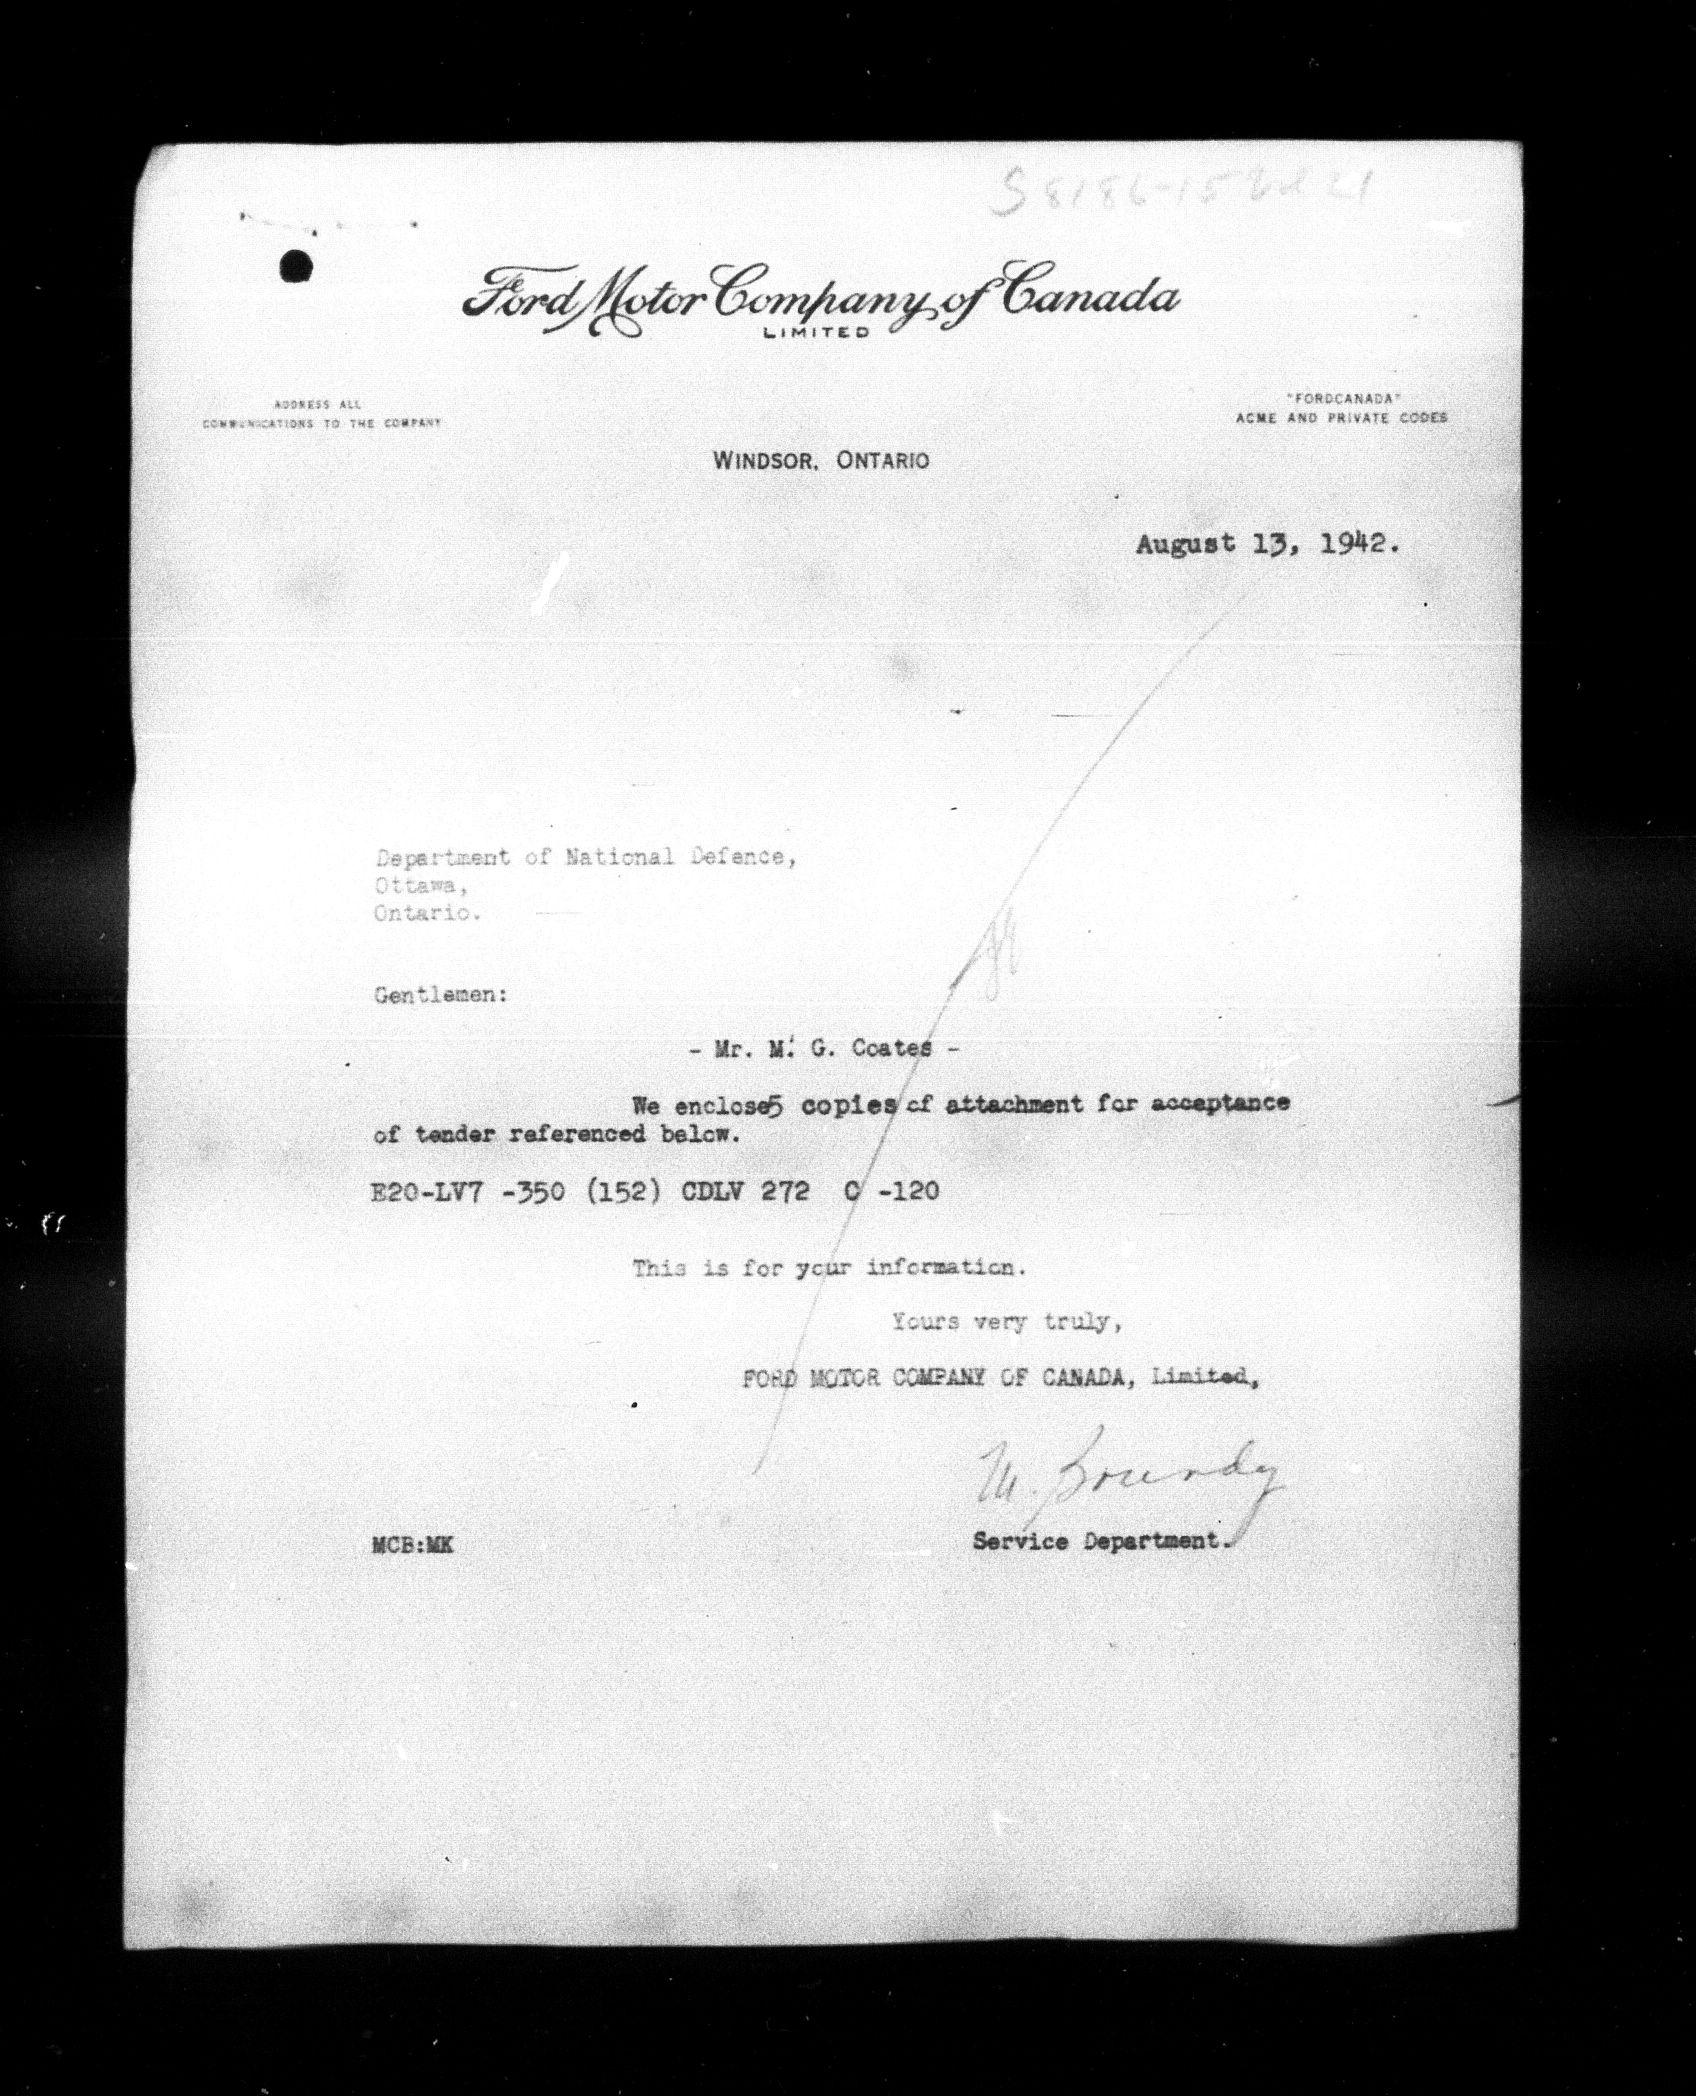 S 8186-15
Ford Motor Company of Canada
LIMITED
ADDRESS ALL
COMMUNICATIONS TO THE COMPANY
"FORDCANADA"
ACME AND PRIVATE CODES
WINDSOR, ONTARIO
August 13, 1942.
Department of National Defence,
Ottawa,
Ontario.
Gentlemen:
- Mr. M. G. Coates -
We enclose5 copies of attachment for acceptance
of tender referenced below.
E20-LV7 -350 (152) CDLV 272 C -120
This is for your information.
Yours very truly,
FORD MOTOR COMPANY OF CANADA, Limited,
M.
MCB:MK
Service Department.